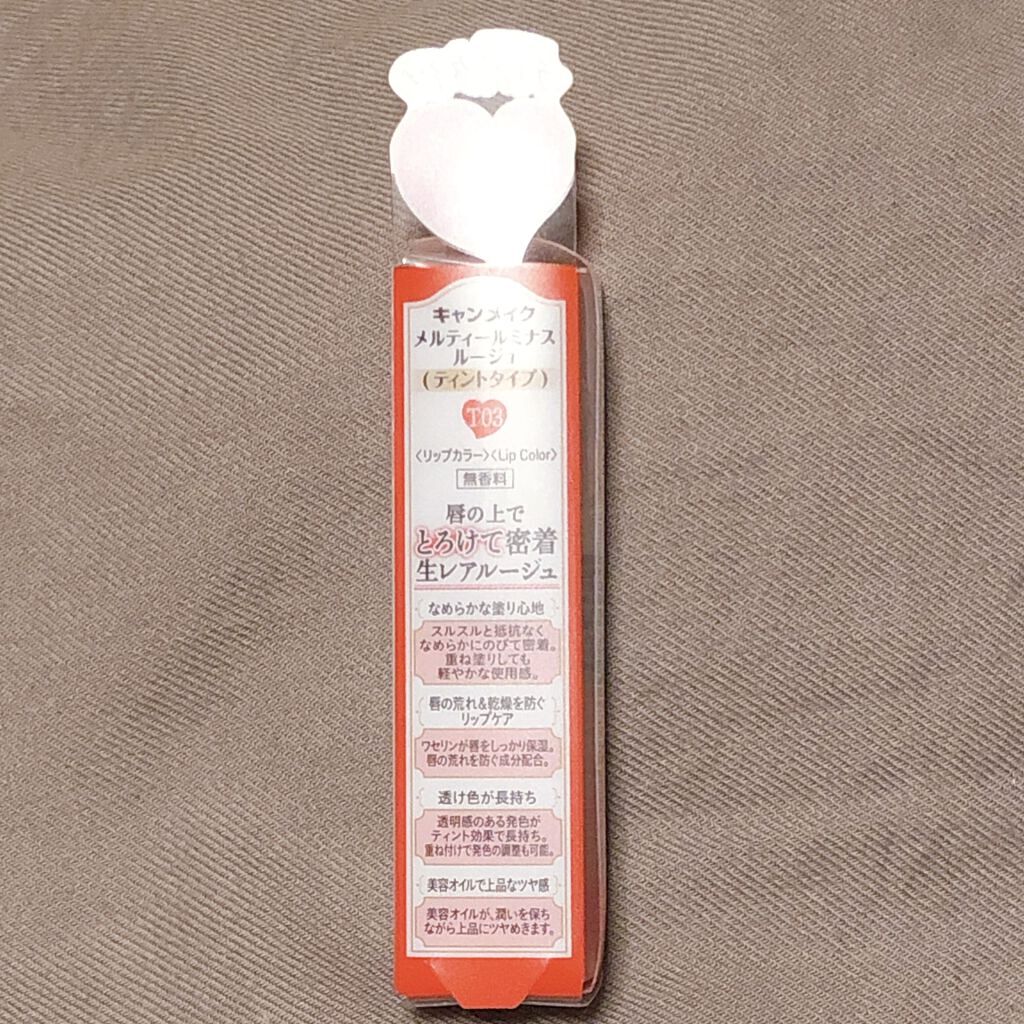 キャンメイク
メルティールミナス
ルージュ
(ティントタイプ)
T03
〈リップカラー〉〈Lip Color〉
無香料
唇の上で
とろけて密着
生レアルージュ
なめらかな塗り心地
スルスルと抵抗なく
なめらかにのびて密着。
重ね塗りしても
軽やかな使用感。
唇の荒れ&乾燥を防ぐ
リップケア
ワセリンが唇をしっかり保湿。
唇の荒れを防ぐ成分配合。
透け色が長持ち
透明感のある発色が
ティント効果で長持ち。
重ね付けで発色の調整も可能。
美容オイルで上品なツヤ感
美容オイルが、潤いを保ち
ながら上品にツヤめきます。